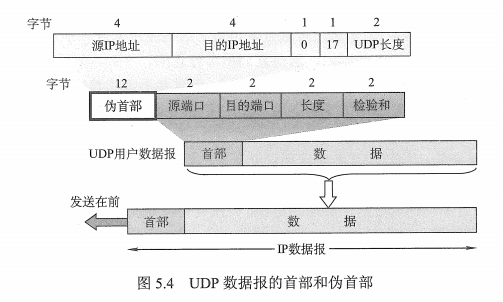 字节 4 4 1 1 2
源IP地址 目的IP地址 0 17 UDP长度
字节 12 2 2 2 2
伪首部 源端口 目的端口 长度 检验和
UDP用户数据报 首部 数 据
发送在前
首部 数 据
IP数据报
图 5.4 UDP 数据报的首部和伪首部